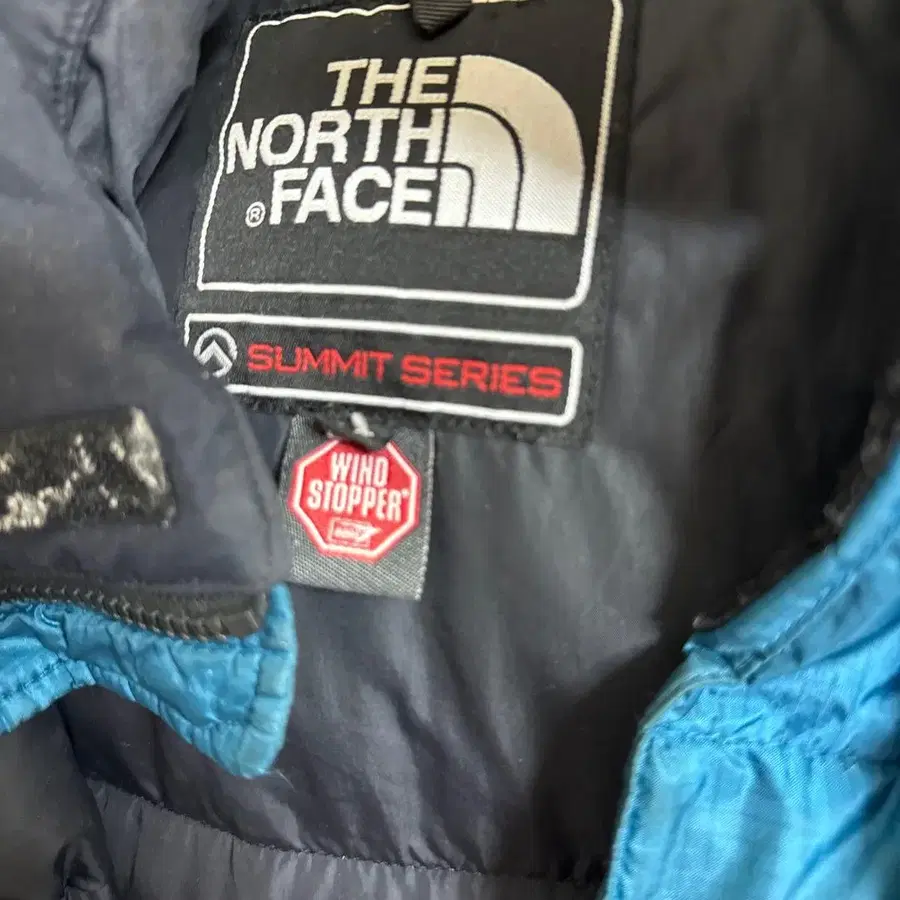 THE
NORTH
® FACE
SUMMIT SERIES
WIND
STOPPER®